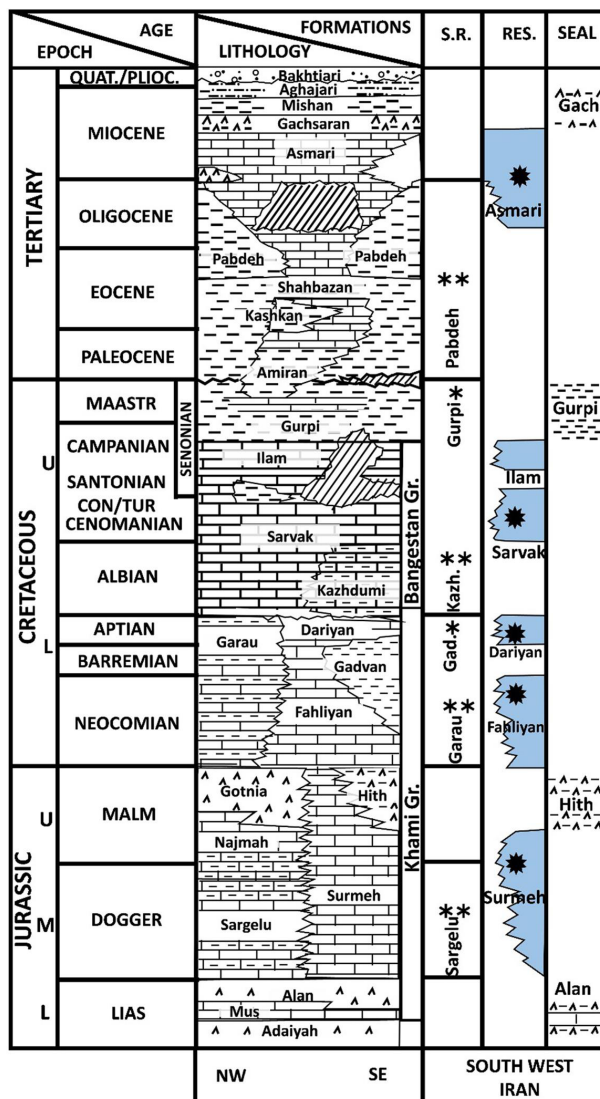 AGE
FORMATIONS
S.R.
RES.
SEAL
EPOCH
LITHOLOGY
TERTIARY
QUAT./PLIOC.
MIOCENE
OLIGOCENE
EOCENE
PALEOCENE
Bakhtiari
Aghajari
Mishan
Gachsaran
Asmari
Pabdeh
Pabdeh
Shahbazan
Kashkan
Amiran
** Pabdeh
Asmari
Gach
CRETACEOUS
U
L
MAASTR
CAMPANIAN
SANTONIAN
CON/TUR
CENOMANIAN
SENONIAN
ALBIAN
APTIAN
BARREMIAN
NEOCOMIAN
Gurpi
Ilam
Sarvak
Kazhdumi
Garau
Dariyan
Gadvan
Fahliyan
Bangestan Gr.
Khami Gr.
Gurpi *
Kazh. **
Gad. *
Garau **
Ilam
Sarvak
Dariyan
Fahliyan
Gurpi
JURASSIC
U
M
L
MALM
DOGGER
LIAS
Gotnia
Hith
Najmah
Surmeh
Sargelu
Alan
Mus
Adaiyah
Sargelu **
Surmeh
Hith
Alan
NW
SE
SOUTH WEST
IRAN